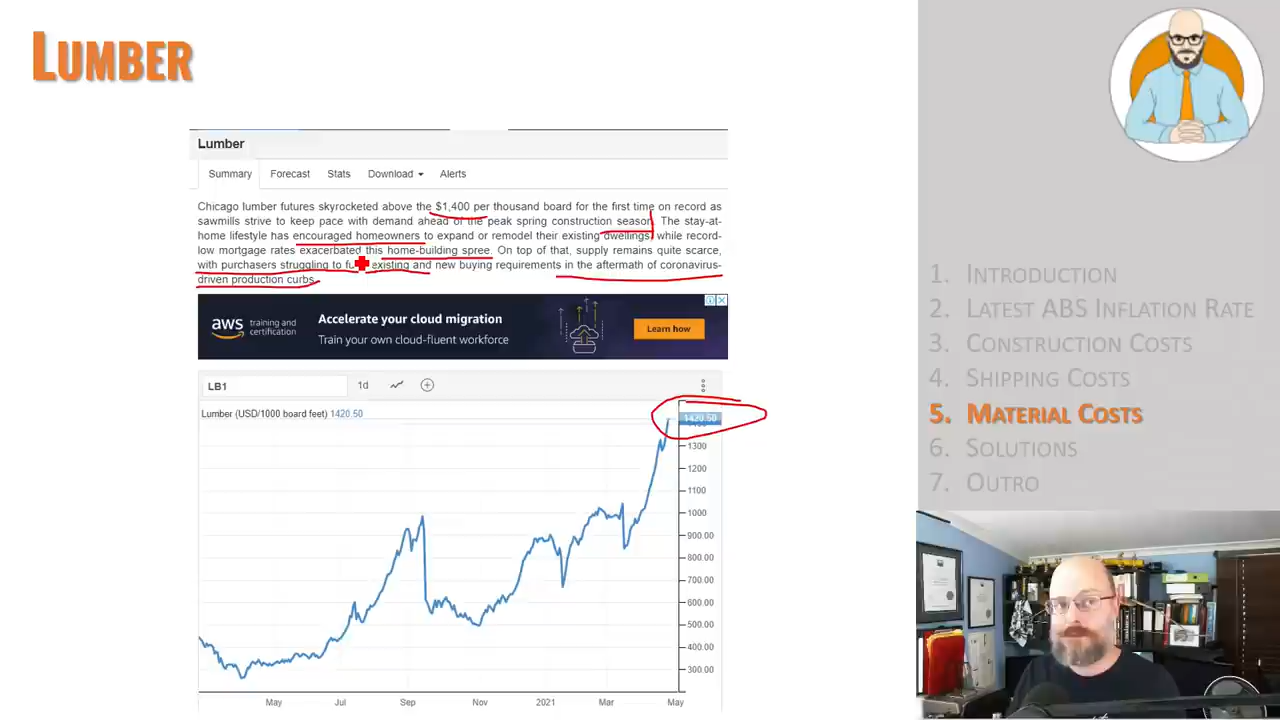 LUMBER
Lumber
Summary Forecast Stats Download Alerts
Chicago lumber futures skyrocketed above the $1,400 per thousand board for the first time on record as
sawmills strive to keep pace with demand ahead of the peak spring construction season. The stay-at-
home lifestyle has encouraged homeowners to expand or remodel their existing dwellings, while record-
low mortgage rates exacerbated this home-building spree. On top of that, supply remains quite scarce,
with purchasers struggling to existing and new buying requirements in the aftermath of coronavirus-
driven production curbs.
aws training and certification
Accelerate your cloud migration
Train your own cloud-fluent workforce
Learn how
LB1 1d
Lumber (USD/1000 board feet) 1420.50
1420.50
1300
1200
1100
1000
900.00
800.00
700.00
600.00
500.00
400.00
300.00
May Jul Sep Nov 2021 Mar May
1. INTRODUCTION
2. LATEST ABS INFLATION RATE
3. CONSTRUCTION COSTS
4. SHIPPING COSTS
5. MATERIAL COSTS
6. SOLUTIONS
7. OUTRO